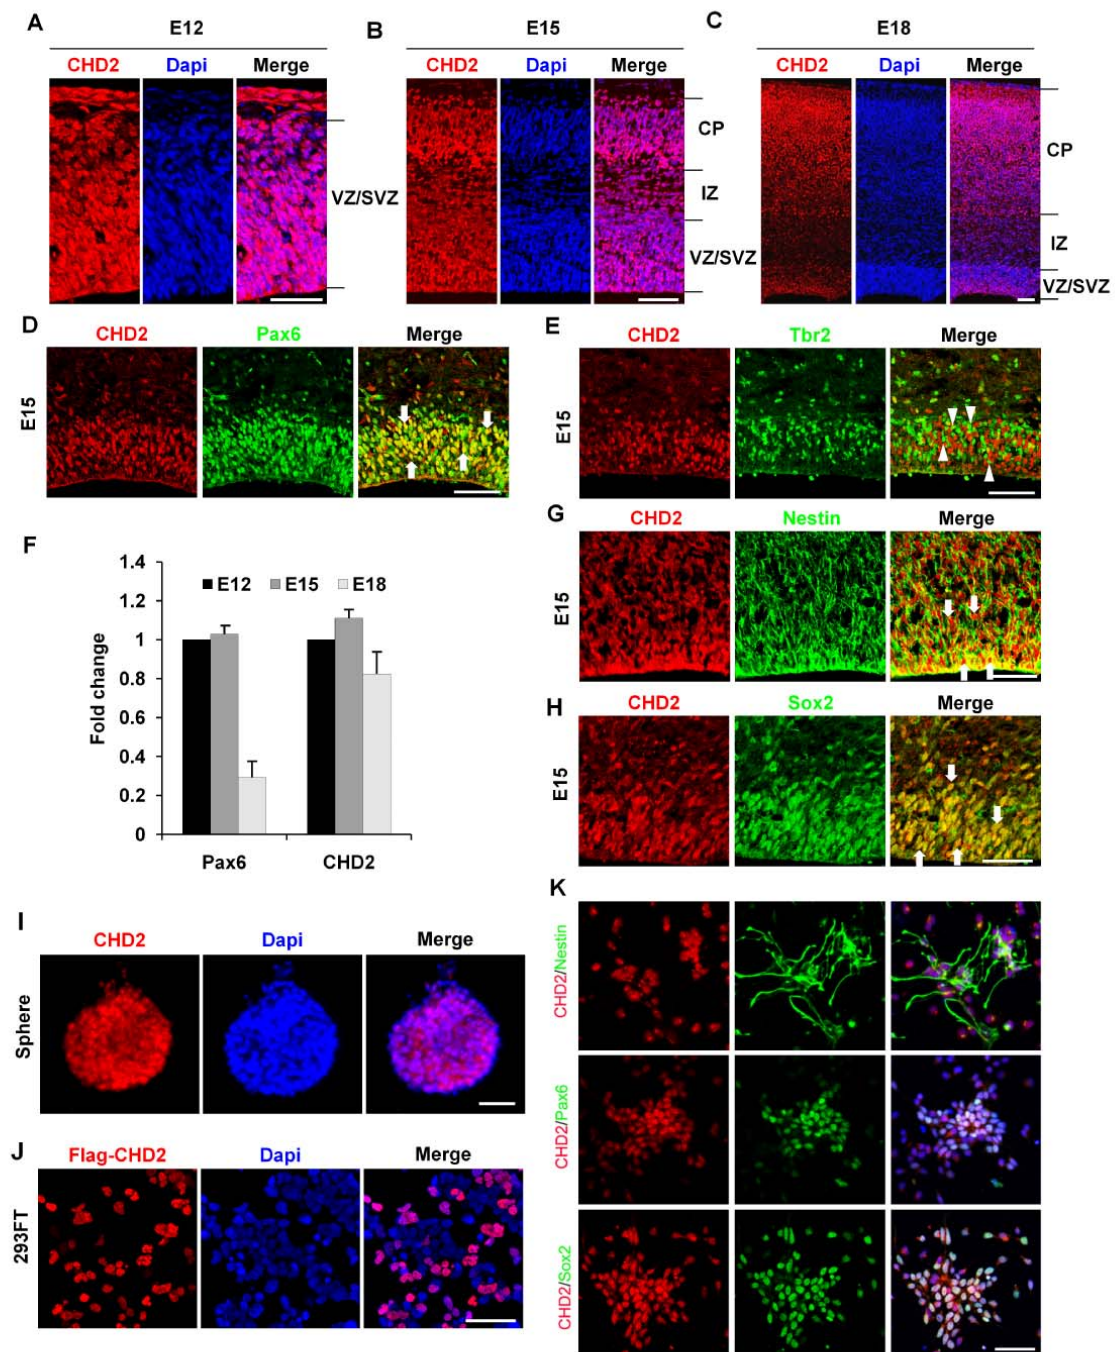 A
E12
CHD2 Dapi Merge
VZ/SVZ
B
E15
CHD2 Dapi Merge
CP
IZ
VZ/SVZ
C
E18
CHD2 Dapi Merge
CP
IZ
VZ/SVZ
D
CHD2 Pax6 Merge
E15
E
CHD2 Tbr2 Merge
E15
F
1.4
1.2
1
0.8
0.6
0.4
0.2
0
Fold change
E12 E15 E18
Pax6 CHD2
G
CHD2 Nestin Merge
E15
H
CHD2 Sox2 Merge
E15
I
CHD2 Dapi Merge
Sphere
J
Flag-CHD2 Dapi Merge
293FT
K
CHD2/Nestin
CHD2/Pax6
CHD2/Sox2